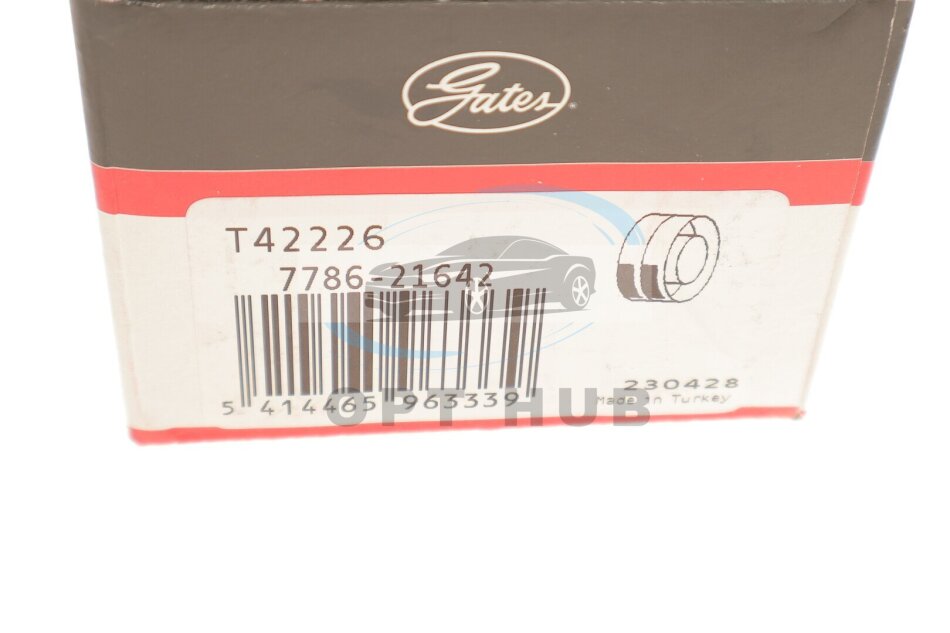 Gates®
T42226
7786-21642
5 414465 963339
230428
Made in Turkey
OPT HUB